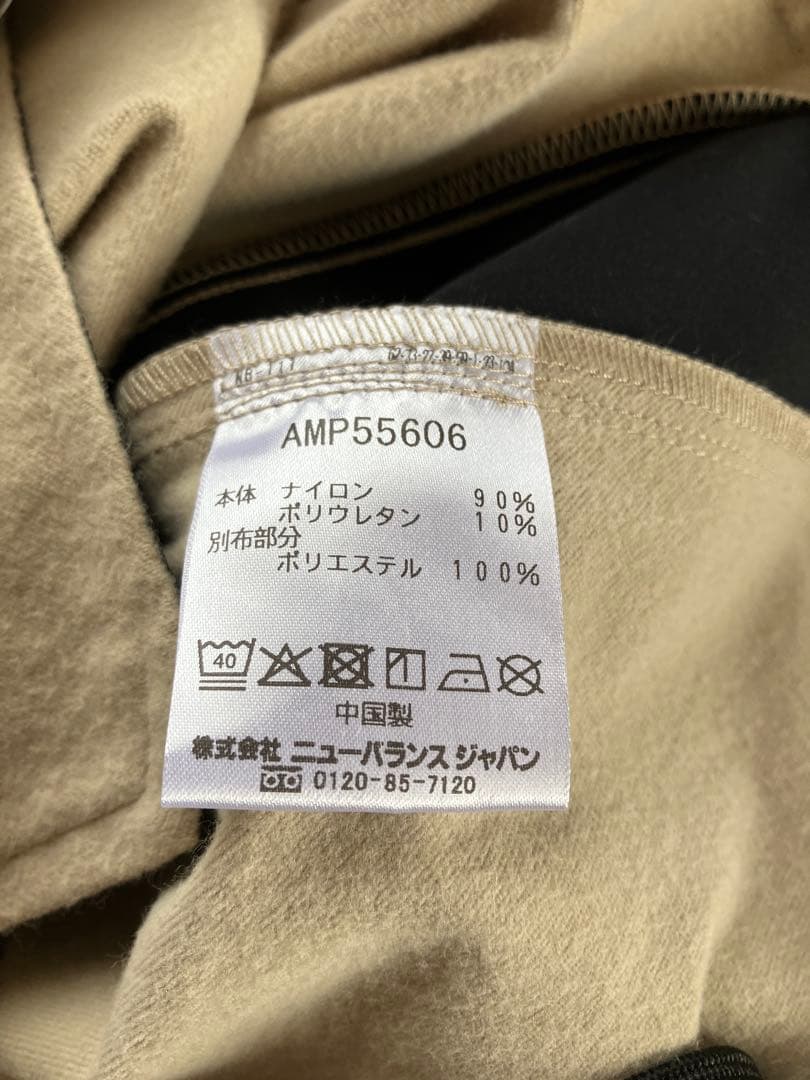 AMP55606
本体 ナイロン 90%
ポリウレタン 10%
別布部分
ポリエステル 100%
40
中国製
株式会社 ニューバランス ジャパン
0120-85-7120